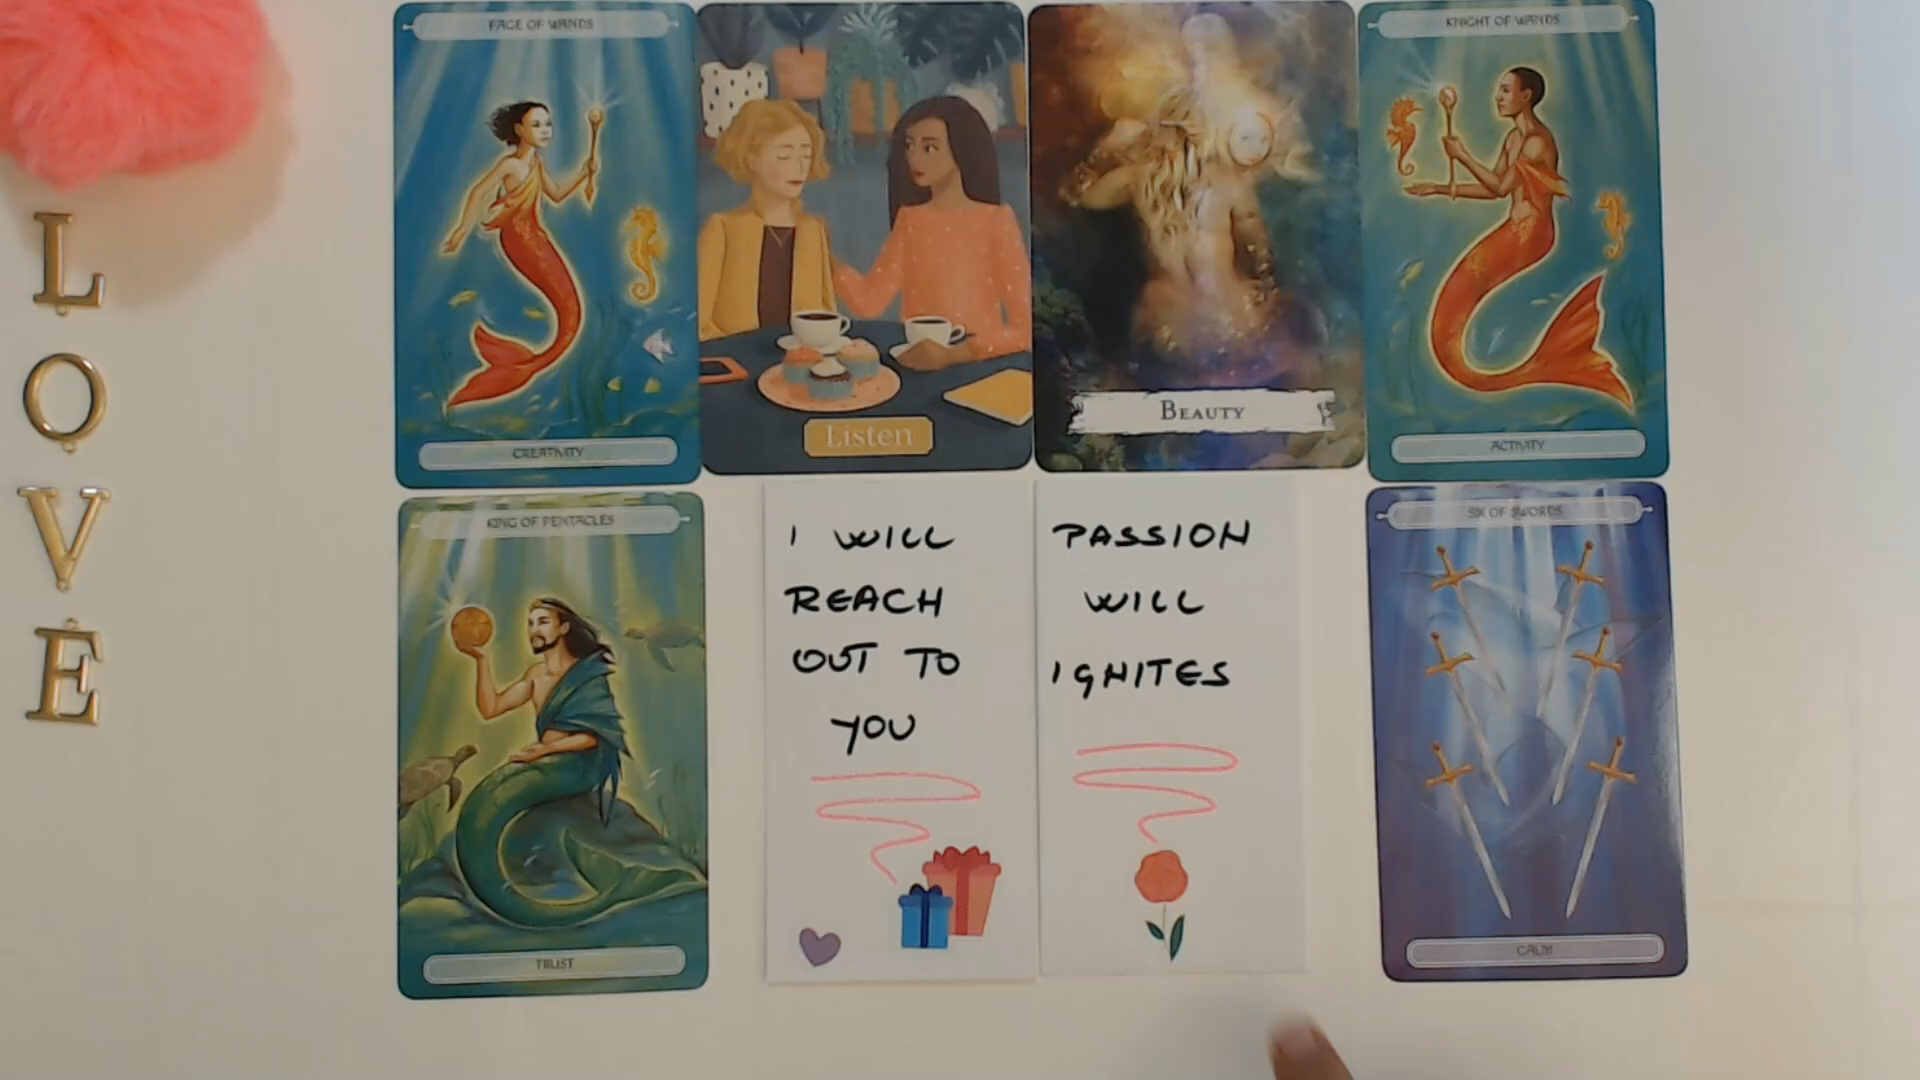 L
O
V
E
PAGE OF WANDS
CREATIVITY
Listen
BEAUTY
KNIGHT OF WANDS
ACTIVITY
KING OF PENTACLES
TRUST
I WILL
REACH
OUT TO
YOU
PASSION
WILL
IGNITES
SIX OF SWORDS
CALM